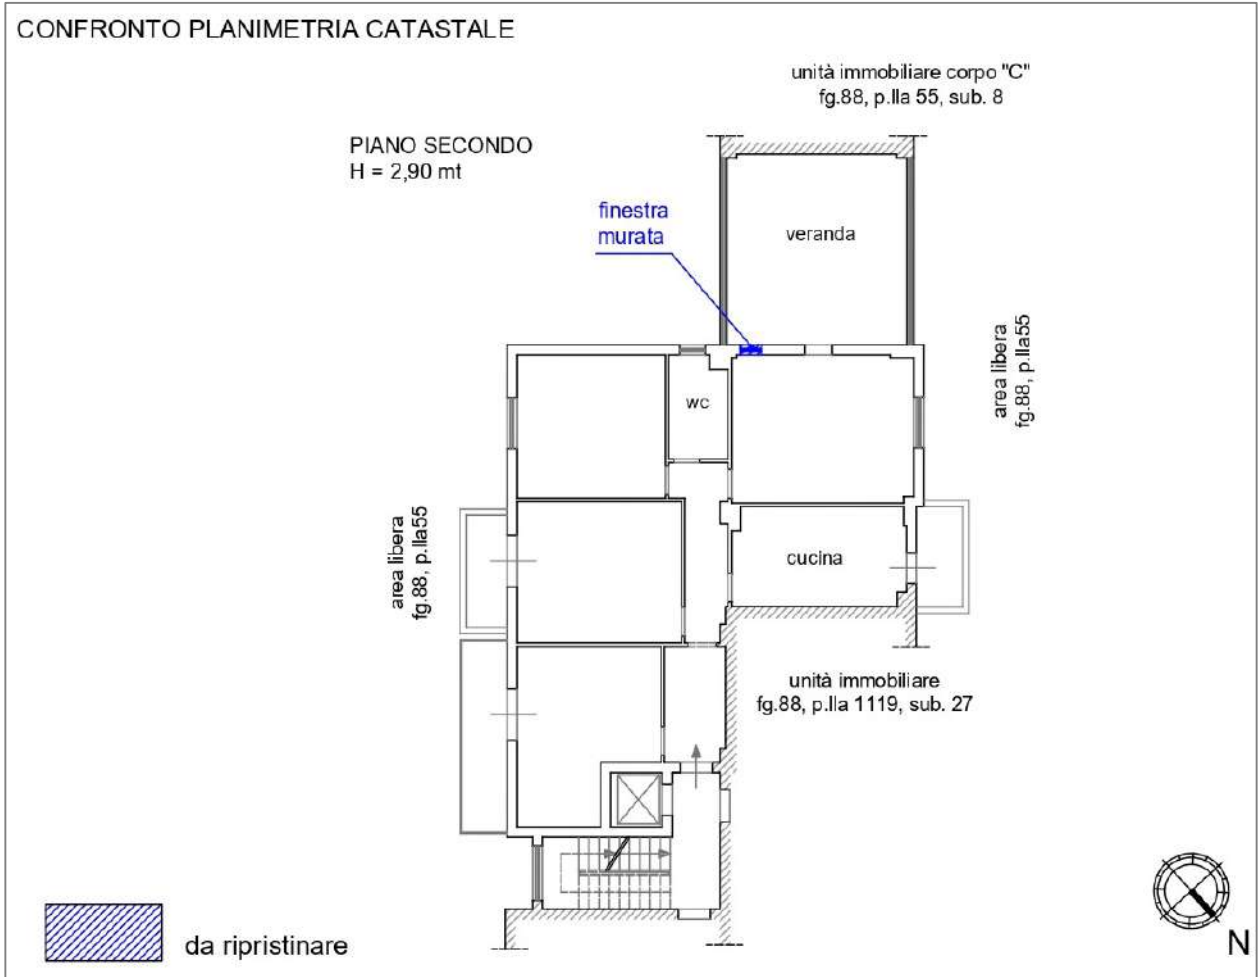 CONFRONTO PLANIMETRIA CATASTALE
unità immobiliare corpo "C"
fg.88, p.lla 55, sub. 8
PIANO SECONDO
H = 2,90 mt
finestra
murata
veranda
area libera
fg.88, p.lla55
wc
area libera
fg.88, p.lla55
cucina
unità immobiliare
fg.88, p.lla 1119, sub. 27
da ripristinare
N